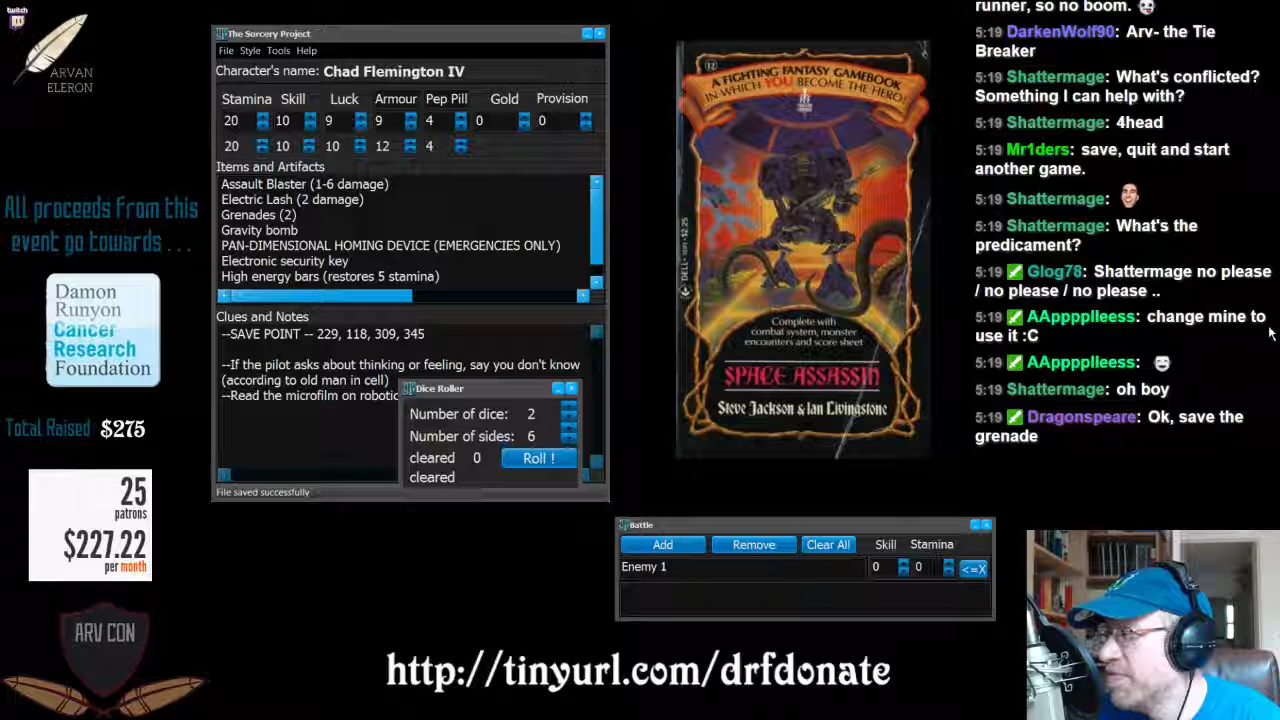 twitch
ARVAN
ELERON
All proceeds from this
event go towards . . .
Damon
Runyon
Cancer
Research
Foundation
Total Raised $275
25
patrons
$227.22
per month
ARV CON
The Sorcery Project
File Style Tools Help
Character's name: Chad Flemington IV
Stamina Skill Luck Armour Pep Pill Gold Provision
20 10 9 9 4 0 0
20 10 10 12 4
Items and Artifacts
Assault Blaster (1-6 damage)
Electric Lash (2 damage)
Grenades (2)
Gravity bomb
PAN-DIMENSIONAL HOMING DEVICE (EMERGENCIES ONLY)
Electronic security key
High energy bars (restores 5 stamina)
Clues and Notes
--SAVE POINT -- 229, 118, 309, 345
--If the pilot asks about thinking or feeling, say you don't know
(according to old man in cell)
--Read the microfilm on robotic
File saved successfully
Dice Roller
Number of dice: 2
Number of sides: 6
cleared 0 Roll !
cleared
12
A FIGHTING FANTASY GAMEBOOK
IN WHICH YOU BECOME THE HERO!
DELL • $2.25
Complete with
combat system, monster
encounters and score sheet
SPACE ASSASSIN
Steve Jackson & Ian Livingstone
Battle
Add Remove Clear All Skill Stamina
Enemy 1 0 0 <=X
http://tinyurl.com/drfdonate
runner, so no boom.
5:19 DarkenWolf90: Arv- the Tie
Breaker
5:19 Shattermage: What's conflicted?
Something I can help with?
5:19 Shattermage: 4head
5:19 Mr1ders: save, quit and start
another game.
5:19 Shattermage:
5:19 Shattermage: What's the
predicament?
5:19 Glog78: Shattermage no please
/ no please / no please ..
5:19 AApppplleess: change mine to
use it :C
5:19 AApppplleess:
5:19 Shattermage: oh boy
5:19 Dragonspeare: Ok, save the
grenade